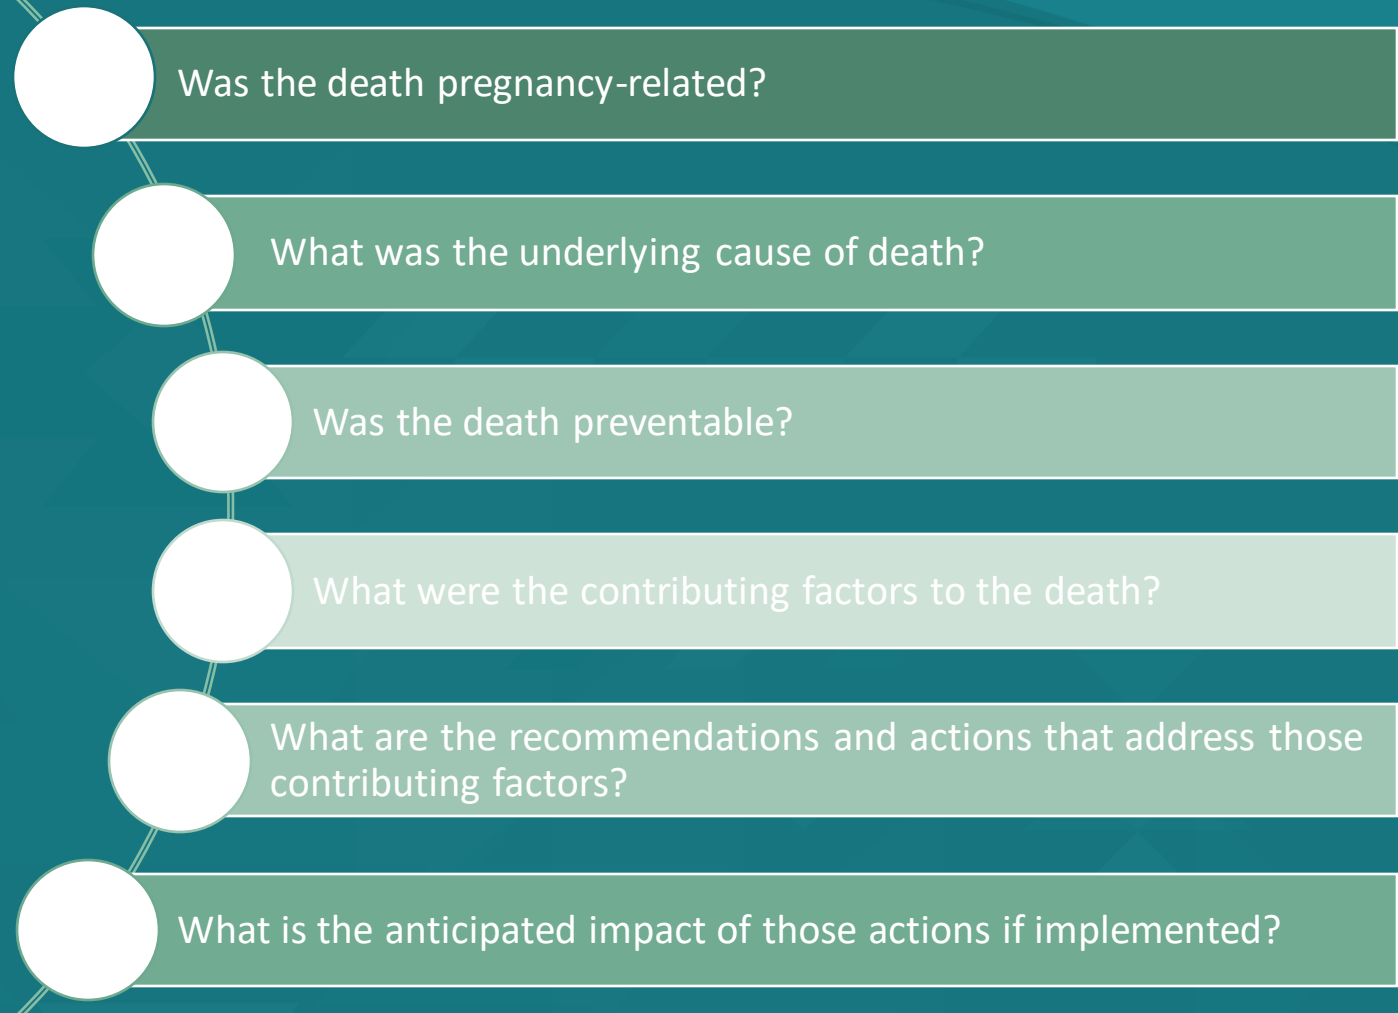 Was the death pregnancy-related?
What was the underlying cause of death?
Was the death preventable?
What were the contributing factors to the death?
What are the recommendations and actions that address those
contributing factors?
What is the anticipated impact of those actions if implemented?